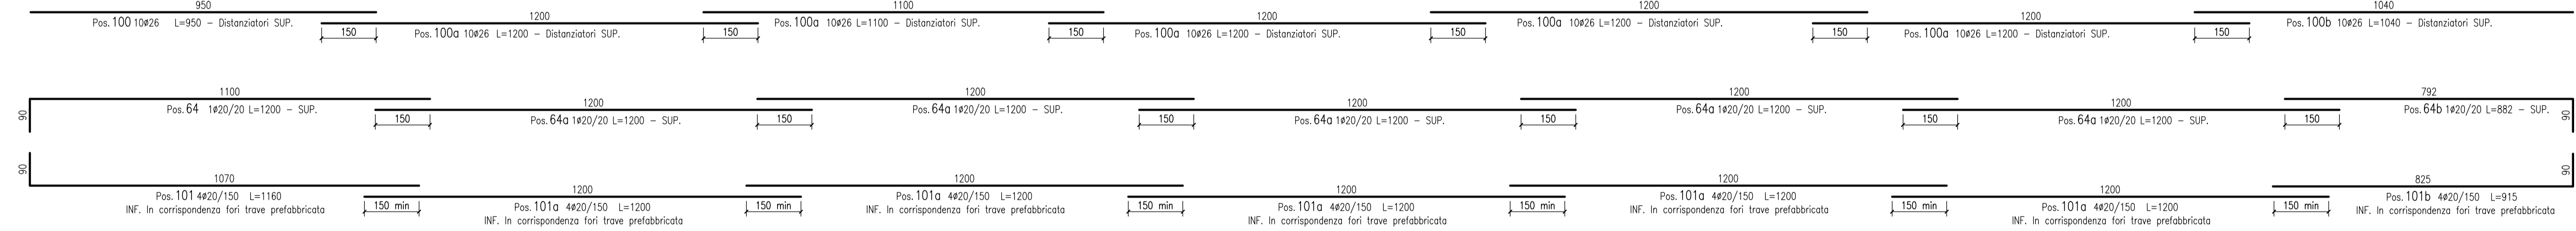 950
1200
1100
1200
1200
1200
1040
Pos. 100 10ø26 L=950 – Distanziatori SUP.
Pos. 100a 10ø26 L=1100 – Distanziatori SUP.
Pos. 100a 10ø26 L=1200 – Distanziatori SUP.
Pos. 100b 10ø26 L=1040 – Distanziatori SUP.
150
Pos. 100a 10ø26 L=1200 – Distanziatori SUP.
150
150
Pos. 100a 10ø26 L=1200 – Distanziatori SUP.
150
150
Pos. 100a 10ø26 L=1200 – Distanziatori SUP.
150
1100
1200
1200
1200
1200
1200
792
90
Pos. 64 1ø20/20 L=1200 – SUP.
Pos. 64a 1ø20/20 L=1200 – SUP.
Pos. 64a 1ø20/20 L=1200 – SUP.
Pos. 64b 1ø20/20 L=882 – SUP.
90
150
Pos. 64a 1ø20/20 L=1200 – SUP.
150
150
Pos. 64a 1ø20/20 L=1200 – SUP.
150
150
Pos. 64a 1ø20/20 L=1200 – SUP.
150
90
1070
1200
1200
1200
1200
1200
825
90
Pos. 101 4ø20/150 L=1160
INF. In corrispondenza fori trave prefabbricata
150 min
Pos. 101a 4ø20/150 L=1200
INF. In corrispondenza fori trave prefabbricata
150 min
Pos. 101a 4ø20/150 L=1200
INF. In corrispondenza fori trave prefabbricata
150 min
Pos. 101a 4ø20/150 L=1200
INF. In corrispondenza fori trave prefabbricata
150 min
Pos. 101a 4ø20/150 L=1200
INF. In corrispondenza fori trave prefabbricata
150 min
Pos. 101a 4ø20/150 L=1200
INF. In corrispondenza fori trave prefabbricata
150 min
Pos. 101b 4ø20/150 L=915
INF. In corrispondenza fori trave prefabbricata